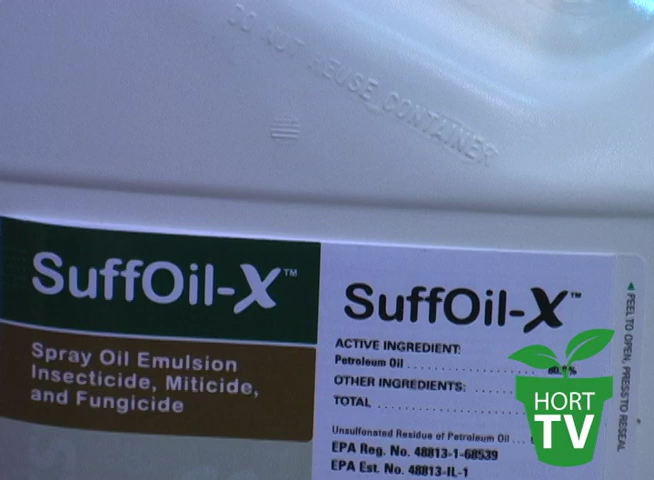 DO NOT REUSE CONTAINER
SuffOil-X™
Spray Oil Emulsion
Insecticide, Miticide,
and Fungicide
SuffOil-X™
ACTIVE INGREDIENT:
Petroleum Oil
OTHER INGREDIENTS:
TOTAL
Unsulfonated Residue of Petroleum Oil
EPA Reg. No. 48813-1-68539
EPA Est. No. 48813-IL-1
PEEL TO OPEN, PRESS TO RESEAL
HORT
TV